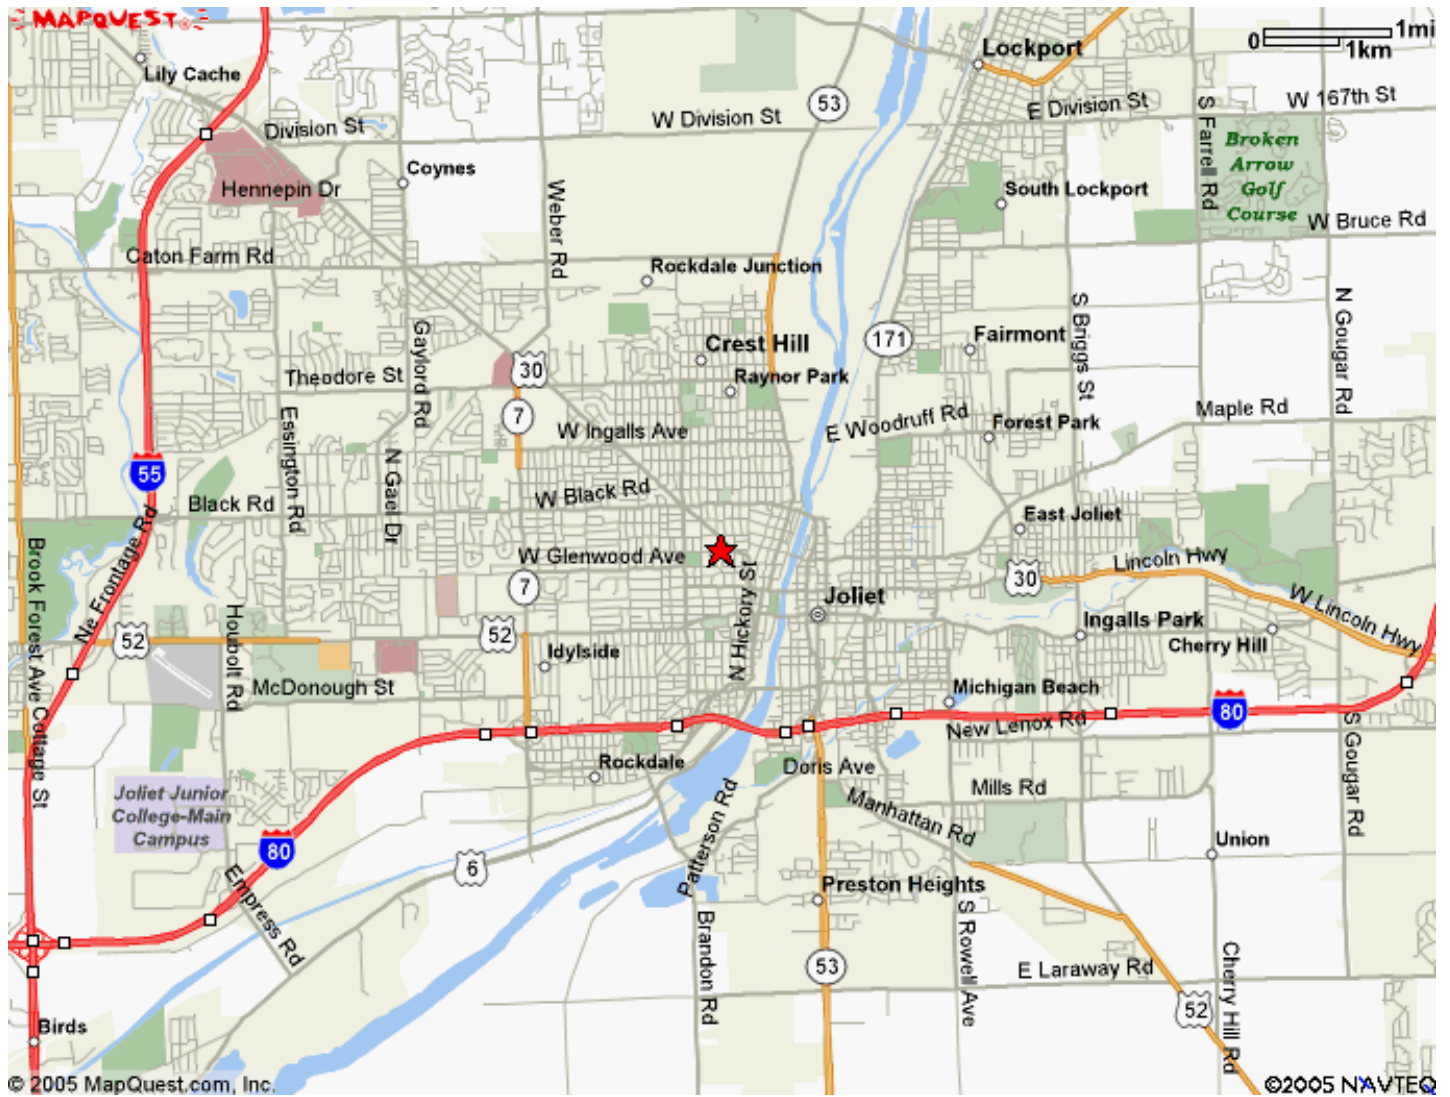 MAPQUEST®
0
1mi
1km
Lockport
Lily Cache
53
W 167th St
E Division St
W Division St
Division St
S Farrell Rd
Broken
Arrow
Golf
Course
Coynes
Hennepin Dr
South Lockport
Weber Rd
W Bruce Rd
Caton Farm Rd
Rockdale Junction
S Briggs St
N Gougar Rd
Gaylord Rd
Crest Hill
171
Fairmont
30
Theodore St
Raynor Park
7
Essington Rd
W Ingalls Ave
E Woodruff Rd
Forest Park
Maple Rd
N Gael Dr
55
W Black Rd
Black Rd
East Joliet
Ne Frontage Rd
W Glenwood Ave
Lincoln Hwy
30
7
N Hickory St
Joliet
W Lincoln Hwy
Brook Forest Ave
Houbolt Rd
52
52
Ingalls Park
Cherry Hill
Idylside
McDonough St
Michigan Beach
80
New Lenox Rd
Cottage St
Rockdale
Doris Ave
S Gougar Rd
Mills Rd
Joliet Junior
College-Main
Campus
Patterson Rd
Manhattan Rd
80
Union
6
Empress Rd
Preston Heights
Brandon Rd
S Rowell Ave
53
E Laraway Rd
Cherry Hill Rd
52
Birds
© 2005 MapQuest.com, Inc.
©2005 NAVTEQ